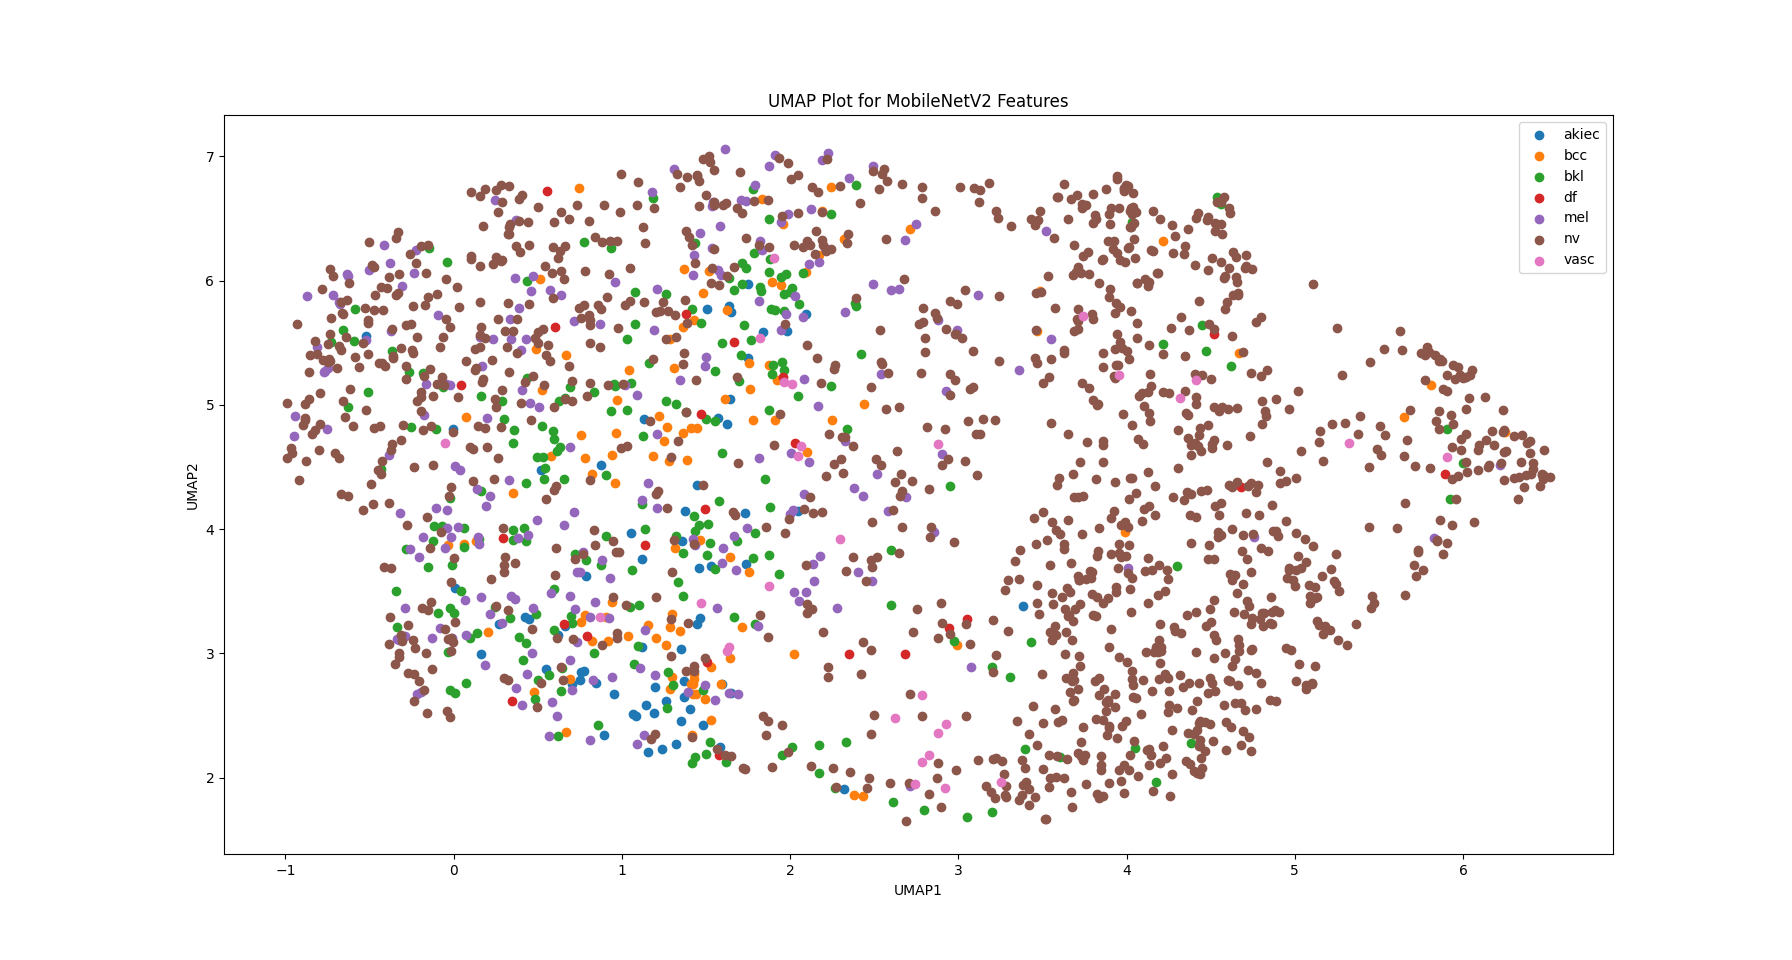 UMAP Plot for MobileNetV2 Features
akiec
bcc
bkl
df
mel
nv
vasc
7
6
5
4
3
2
UMAP2
−1 0 1 2 3 4 5 6
UMAP1